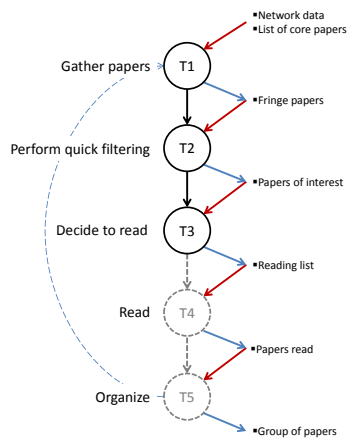 ▪Network data
▪List of core papers
Gather papers
T1
▪Fringe papers
Perform quick filtering
T2
▪Papers of interest
Decide to read
T3
▪Reading list
Read
T4
▪Papers read
Organize
T5
▪Group of papers